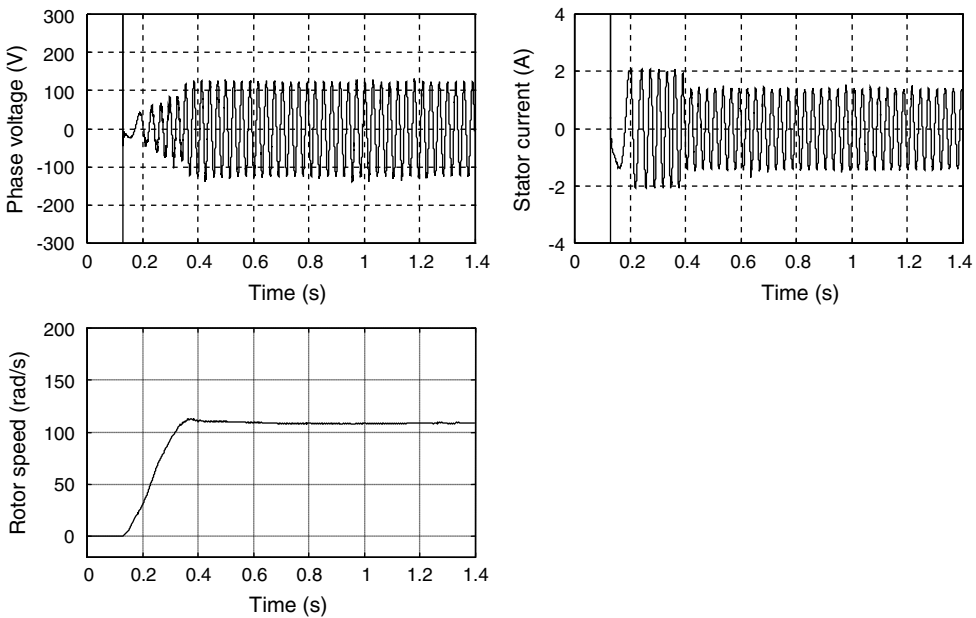 Phase voltage (V)
300
200
100
0
-100
-200
-300
0 0.2 0.4 0.6 0.8 1 1.2 1.4
Time (s)
Stator current (A)
4
2
0
-2
-4
0 0.2 0.4 0.6 0.8 1 1.2 1.4
Time (s)
Rotor speed (rad/s)
200
150
100
50
0
0 0.2 0.4 0.6 0.8 1 1.2 1.4
Time (s)